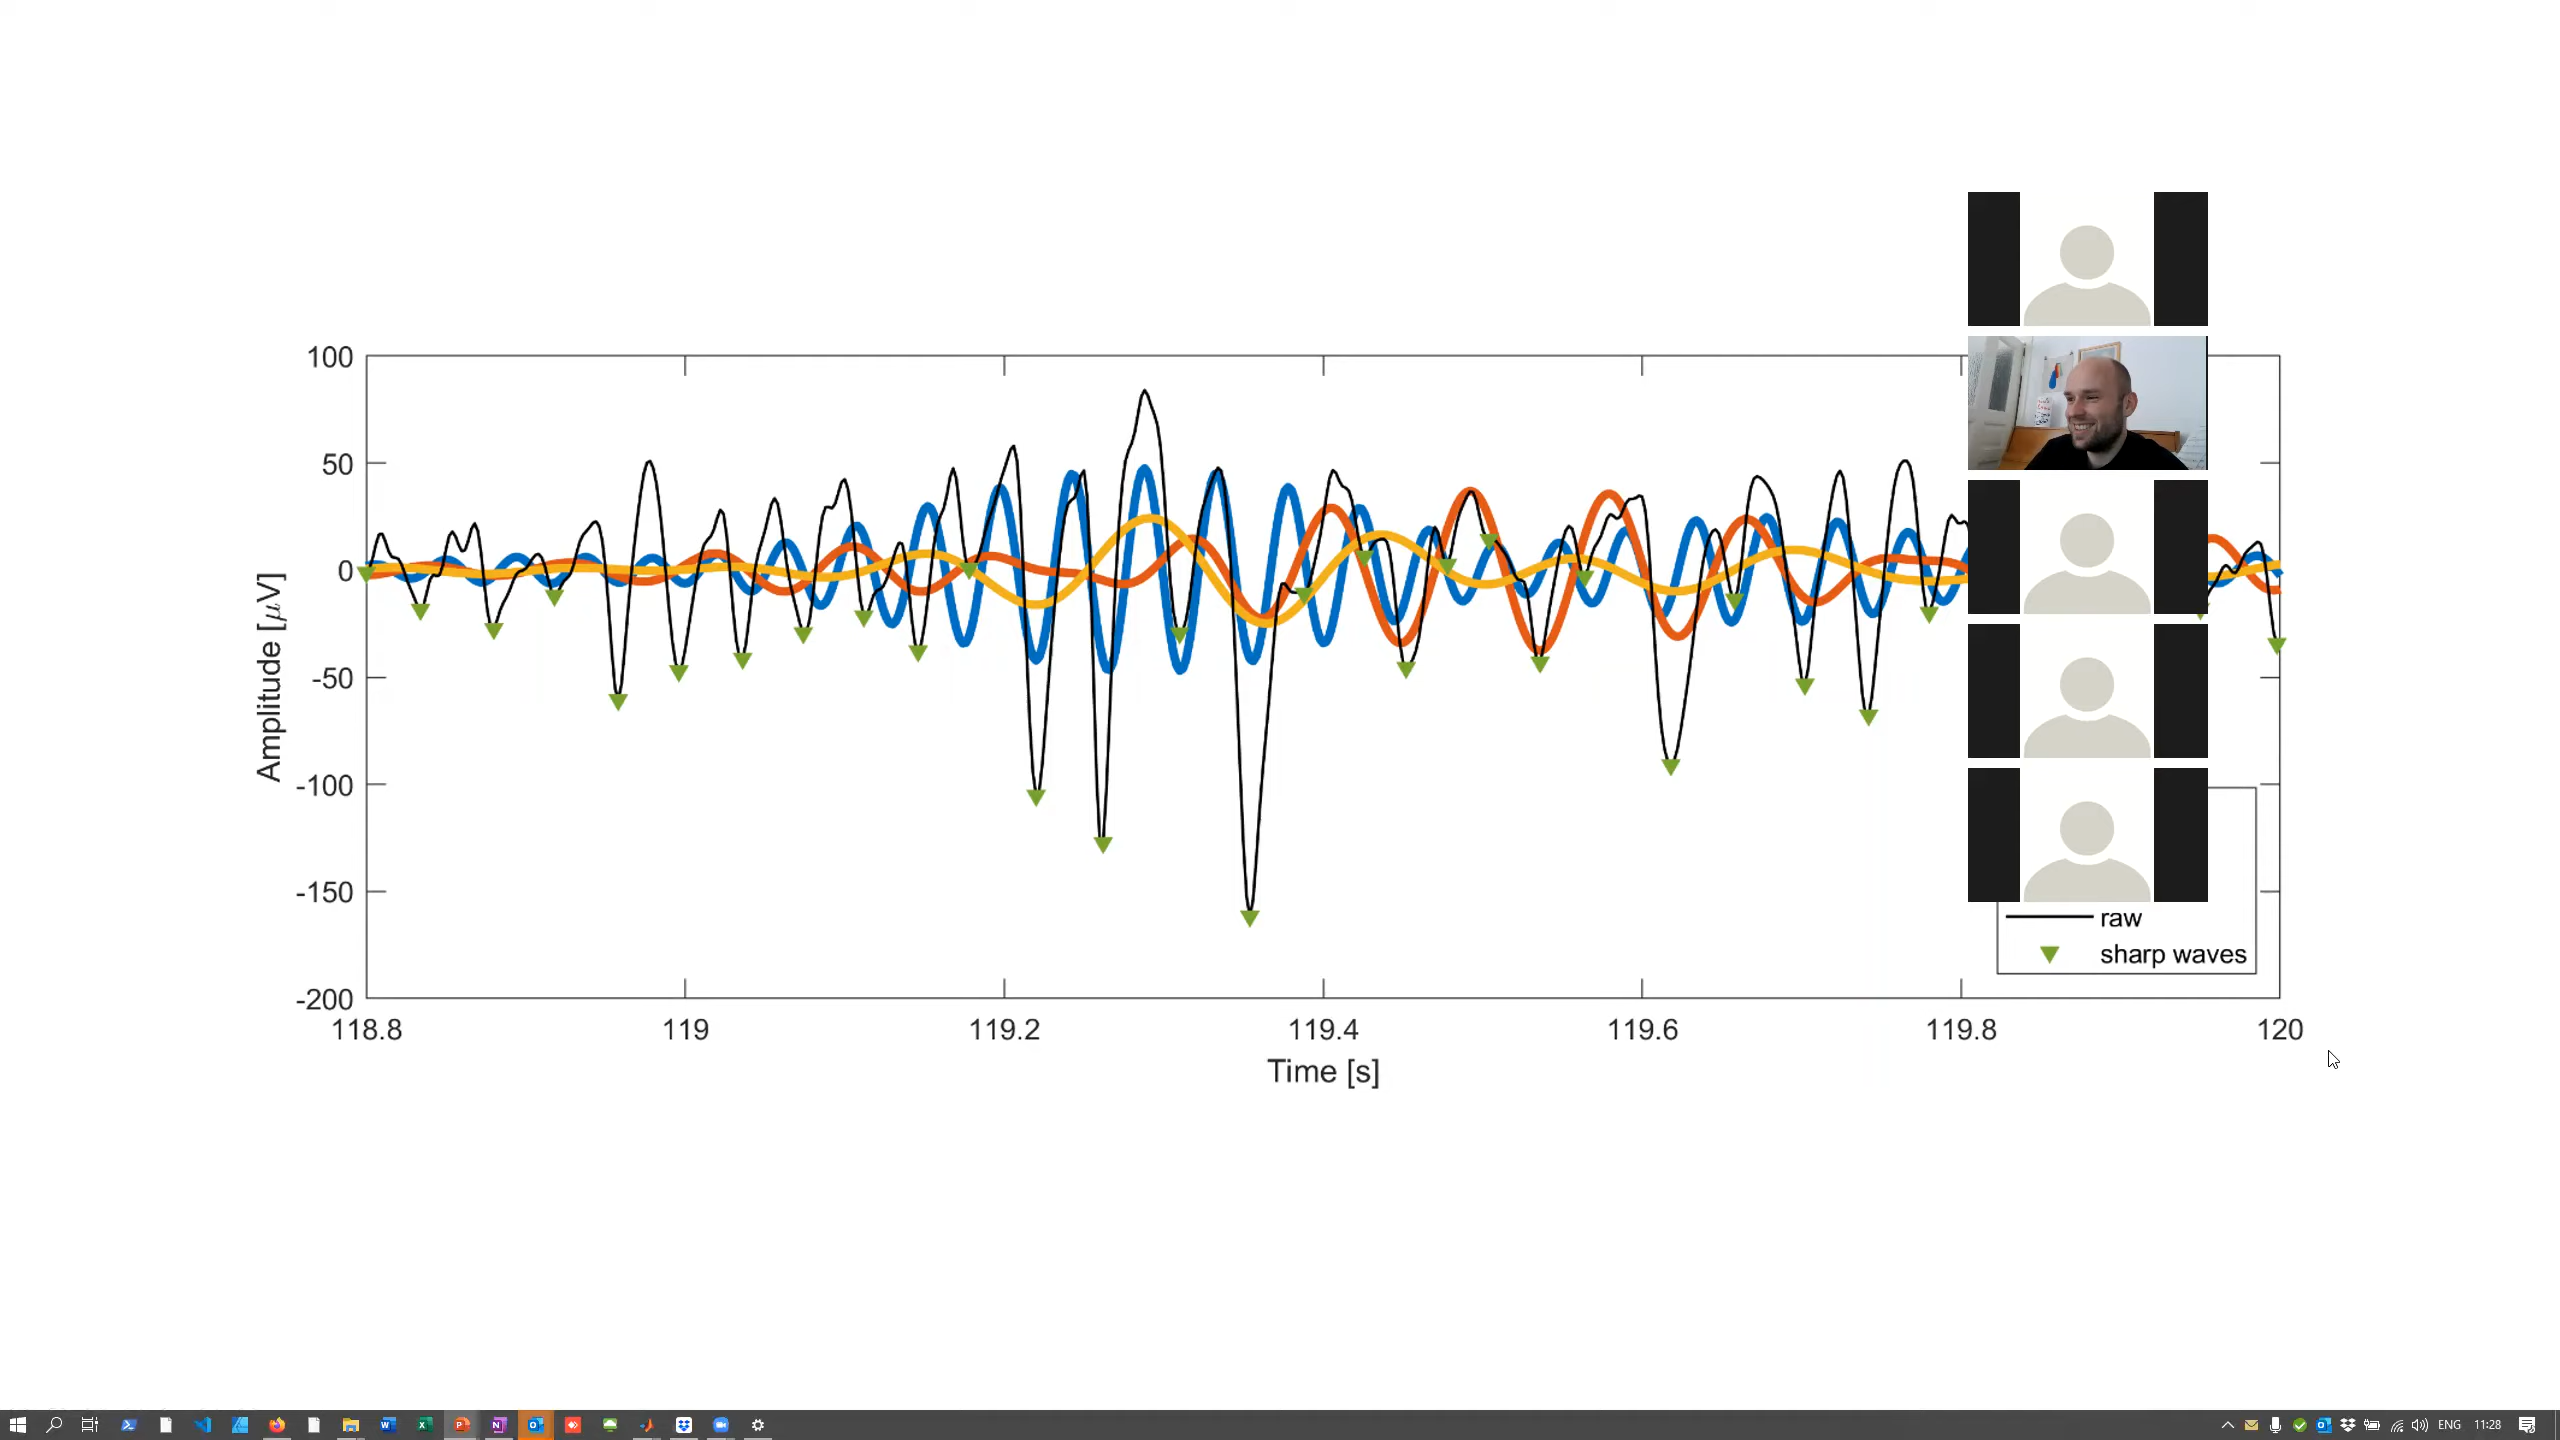 100
50
0
-50
-100
-150
-200
Amplitude [μV]
118.8 119 119.2 119.4 119.6 119.8 120
Time [s]
raw
sharp waves
ENG 11:28